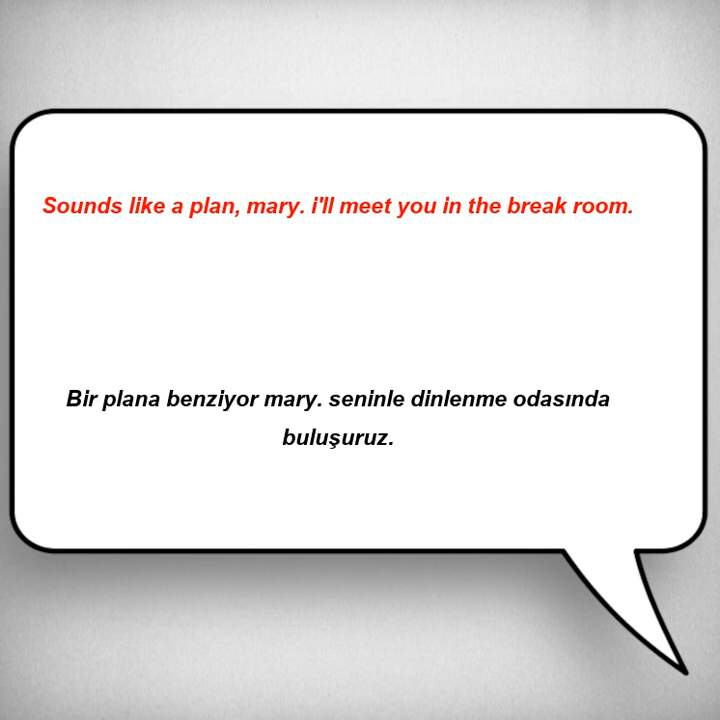 Sounds like a plan, mary. i'll meet you in the break room.
Bir plana benziyor mary. seninle dinlenme odasında
buluşuruz.